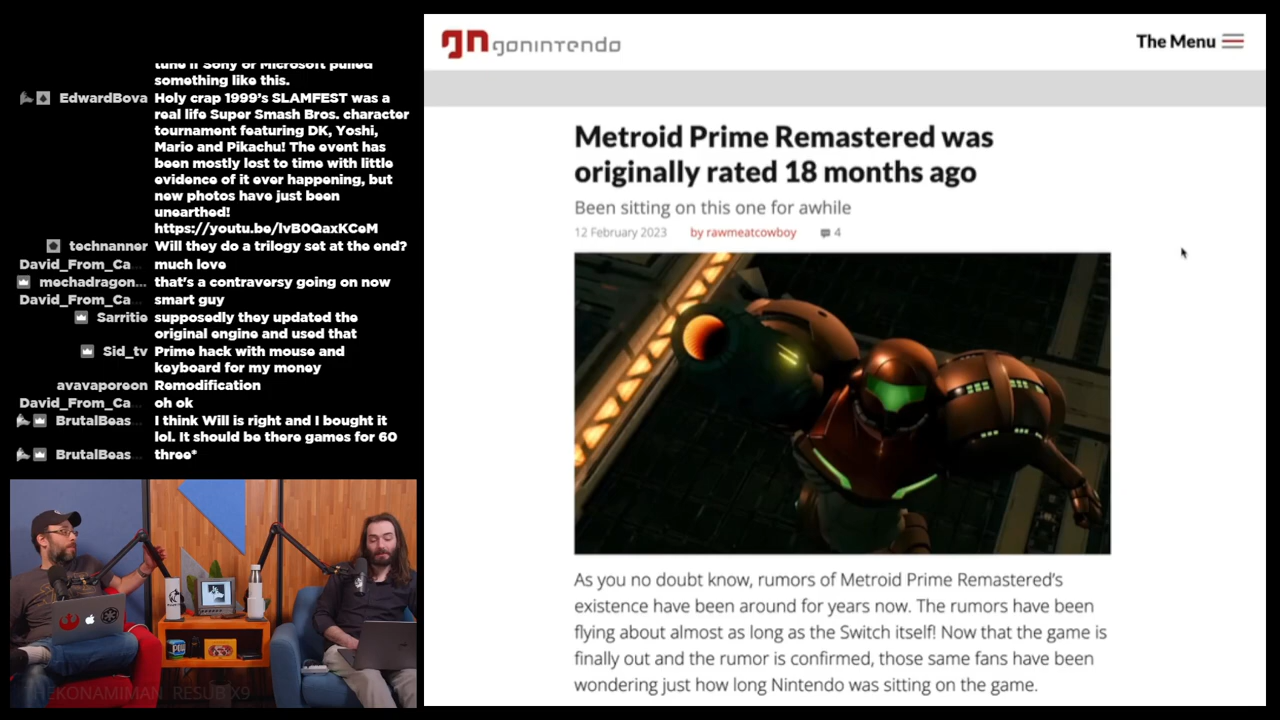 tune if Sony or Microsoft pulled
something like this.
EdwardBova Holy crap 1999's SLAMFEST was a
real life Super Smash Bros. character
tournament featuring DK, Yoshi,
Mario and Pikachu! The event has
been mostly lost to time with little
evidence of it ever happening, but
new photos have just been
unearthed!
https://youtu.be/lvB0QaxKCeM
technanner Will they do a trilogy set at the end?
David_From_Ca... much love
mechadragon... that's a contraversy going on now
David_From_Ca... smart guy
Sarritie supposedly they updated the
original engine and used that
Sid_tv Prime hack with mouse and
keyboard for my money
avavaporeon Remodification
David_From_Ca... oh ok
BrutalBeas... I think Will is right and I bought it
lol. It should be there games for 60
BrutalBeas... three*
EKONAMIMAN RESUB X9
gn gonintendo
The Menu
Metroid Prime Remastered was
originally rated 18 months ago
Been sitting on this one for awhile
12 February 2023 by rawmeatcowboy 4
As you no doubt know, rumors of Metroid Prime Remastered's
existence have been around for years now. The rumors have been
flying about almost as long as the Switch itself! Now that the game is
finally out and the rumor is confirmed, those same fans have been
wondering just how long Nintendo was sitting on the game.